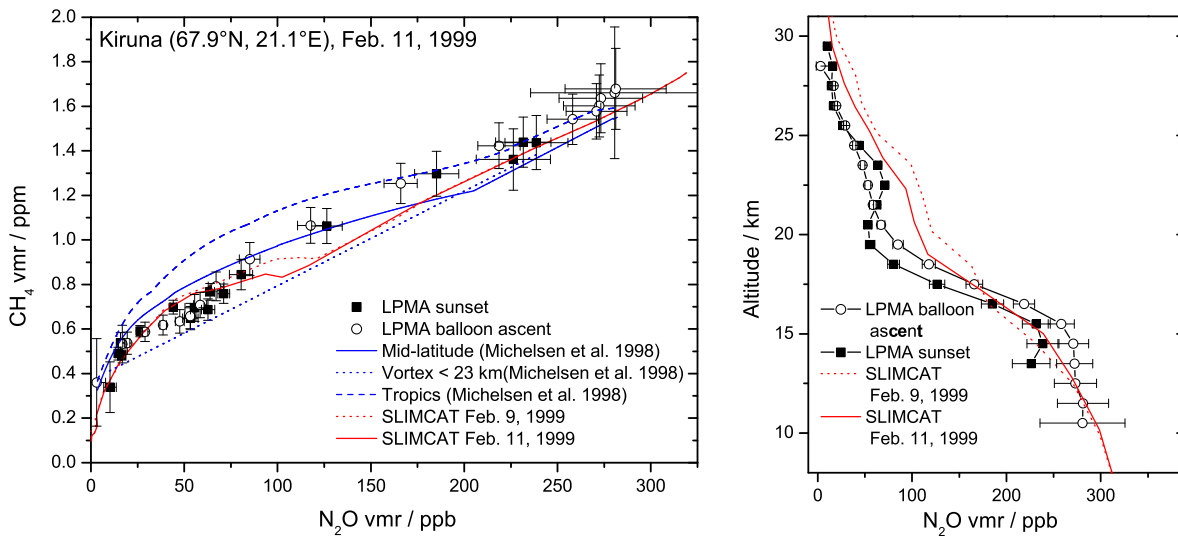 Kiruna (67.9°N, 21.1°E), Feb. 11, 1999
2.0
1.8
1.6
1.4
1.2
1.0
0.8
0.6
0.4
0.2
0.0
CH₄ vmr / ppm
LPMA sunset
LPMA balloon ascent
Mid-latitude (Michelsen et al. 1998)
Vortex < 23 km(Michelsen et al. 1998)
Tropics (Michelsen et al. 1998)
SLIMCAT Feb. 9, 1999
SLIMCAT Feb. 11, 1999
0 50 100 150 200 250 300
N₂O vmr / ppb
30
25
20
15
10
Altitude / km
LPMA balloon
ascent
LPMA sunset
SLIMCAT
Feb. 9, 1999
SLIMCAT
Feb. 11, 1999
0 100 200 300
N₂O vmr / ppb